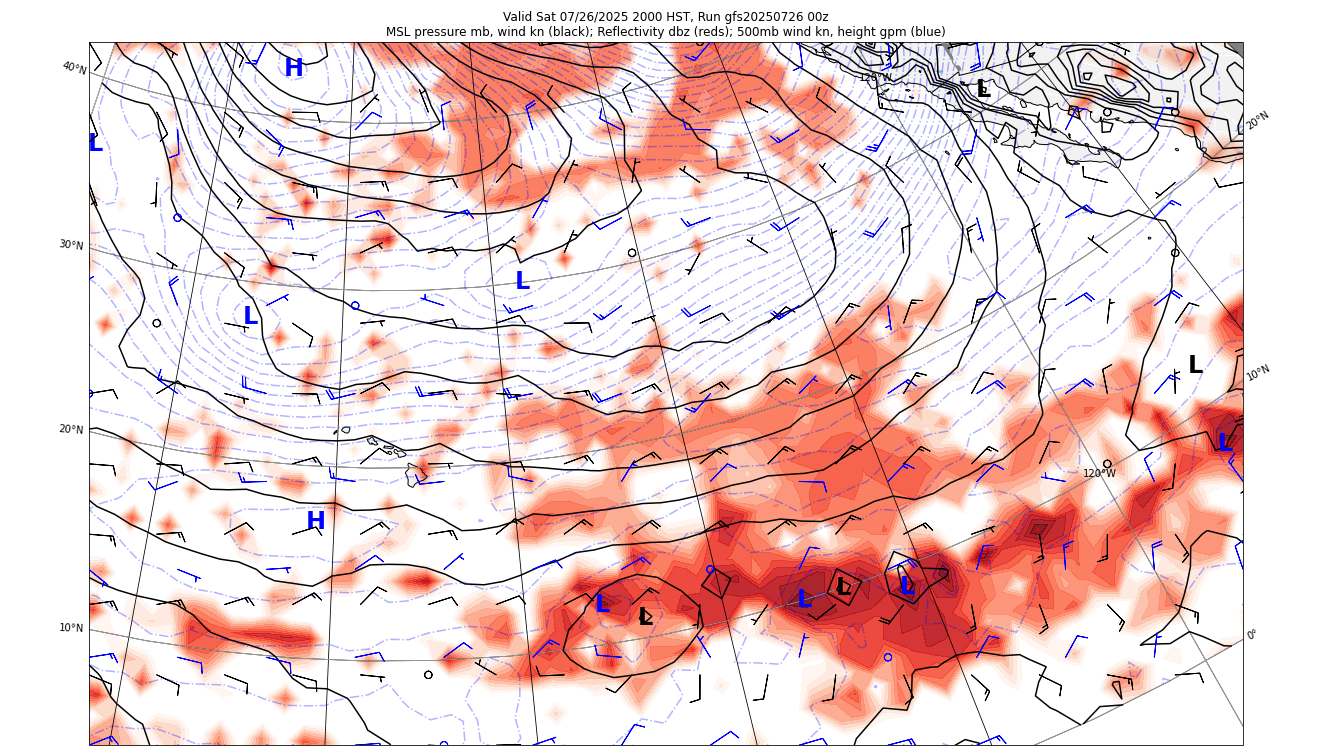 Valid Sat 07/26/2025 2000 HST, Run gfs20250726 00z
MSL pressure mb, wind kn (black); Reflectivity dbz (reds); 500mb wind kn, height gpm (blue)
40°N
H
120°W
L
20°N
L
30°N
L
L
L
10°N
20°N
L
120°W
H
L
L
L
L
L
10°N
0°